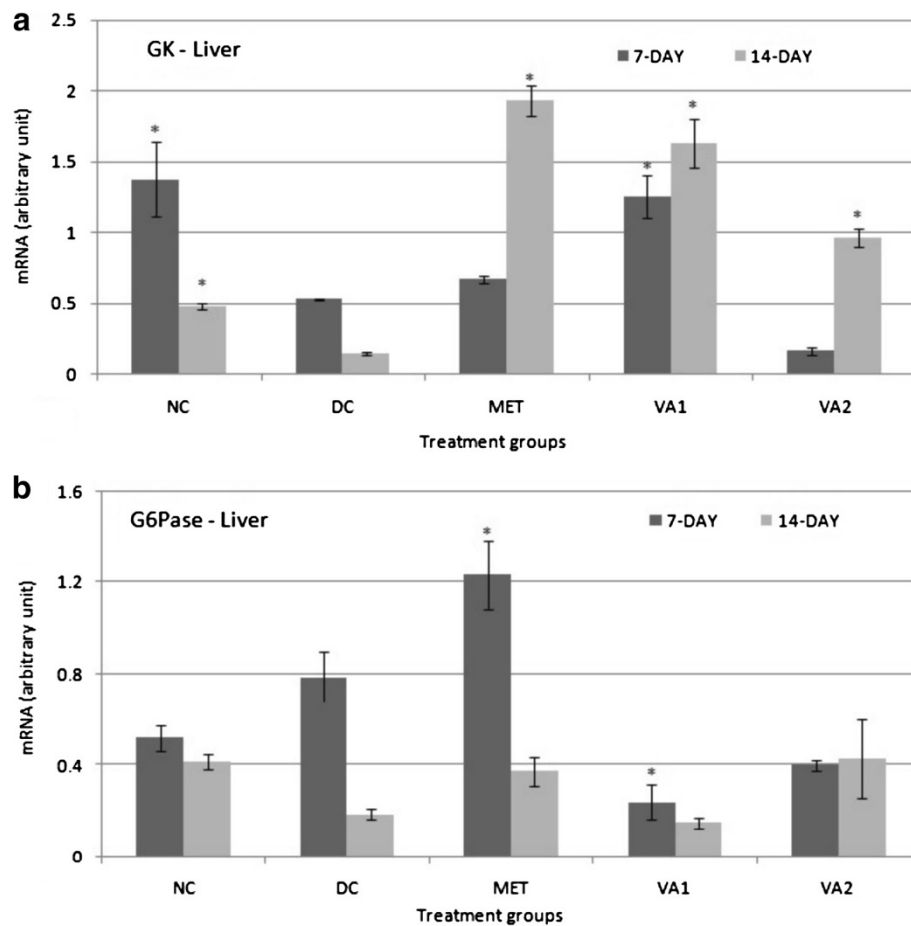 a
GK - Liver
7-DAY 14-DAY
mRNA (arbitrary unit)
2.5
2
1.5
1
0.5
0
* * * * * *
NC DC MET VA1 VA2
Treatment groups
b
G6Pase - Liver
7-DAY 14-DAY
mRNA (arbitrary unit)
1.6
1.2
0.8
0.4
0
* *
NC DC MET VA1 VA2
Treatment groups